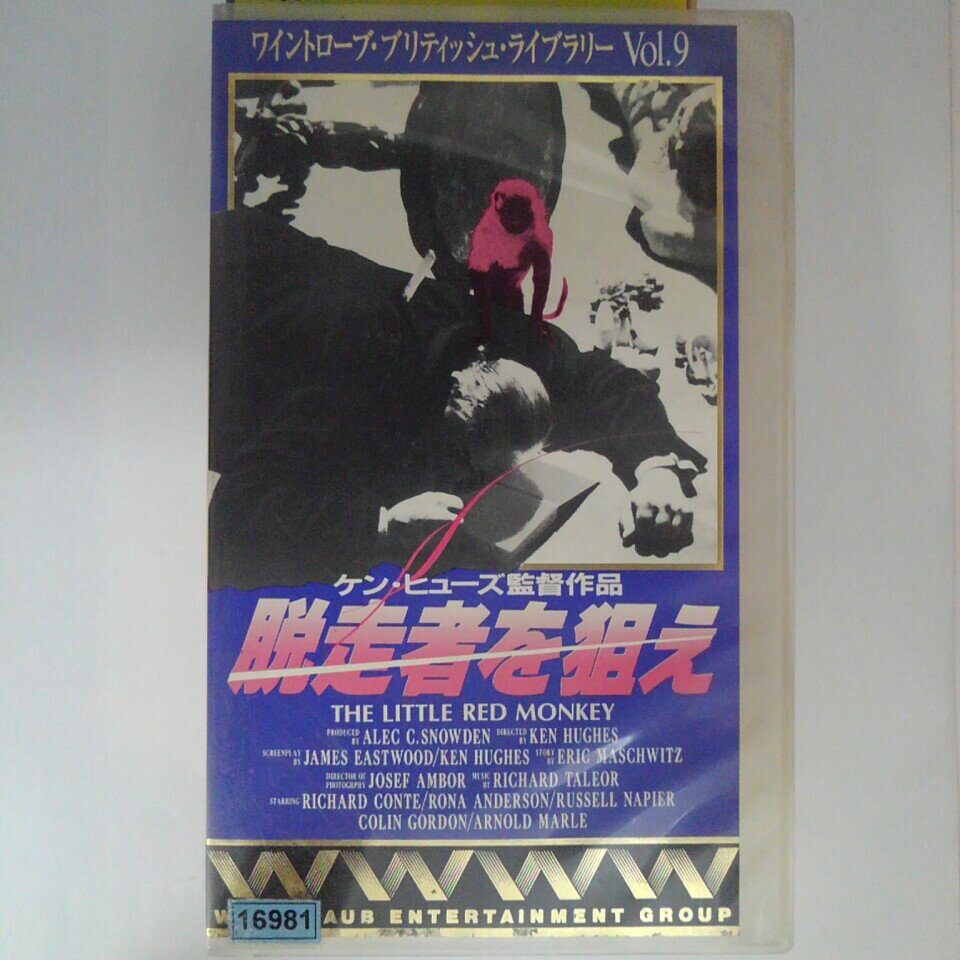 ワイントローブ・ブリティッシュ・ライブラリー Vol.9
ケン・ヒューズ監督作品
脱走者を狙え
THE LITTLE RED MONKEY
PRODUCED BY ALEC C.SNOWDEN DIRECTED BY KEN HUGHES
SCREENPLAY BY JAMES EASTWOOD/KEN HUGHES STORY BY ERIC MASCHWITZ
DIRECTOR OF PHOTOGRAPHY JOSEF AMBOR MUSIC BY RICHARD TALEOR
STARRING RICHARD CONTE/RONA ANDERSON/RUSSELL NAPIER
COLIN GORDON/ARNOLD MARLE
W AUB ENTERTAINMENT GROUP
16981